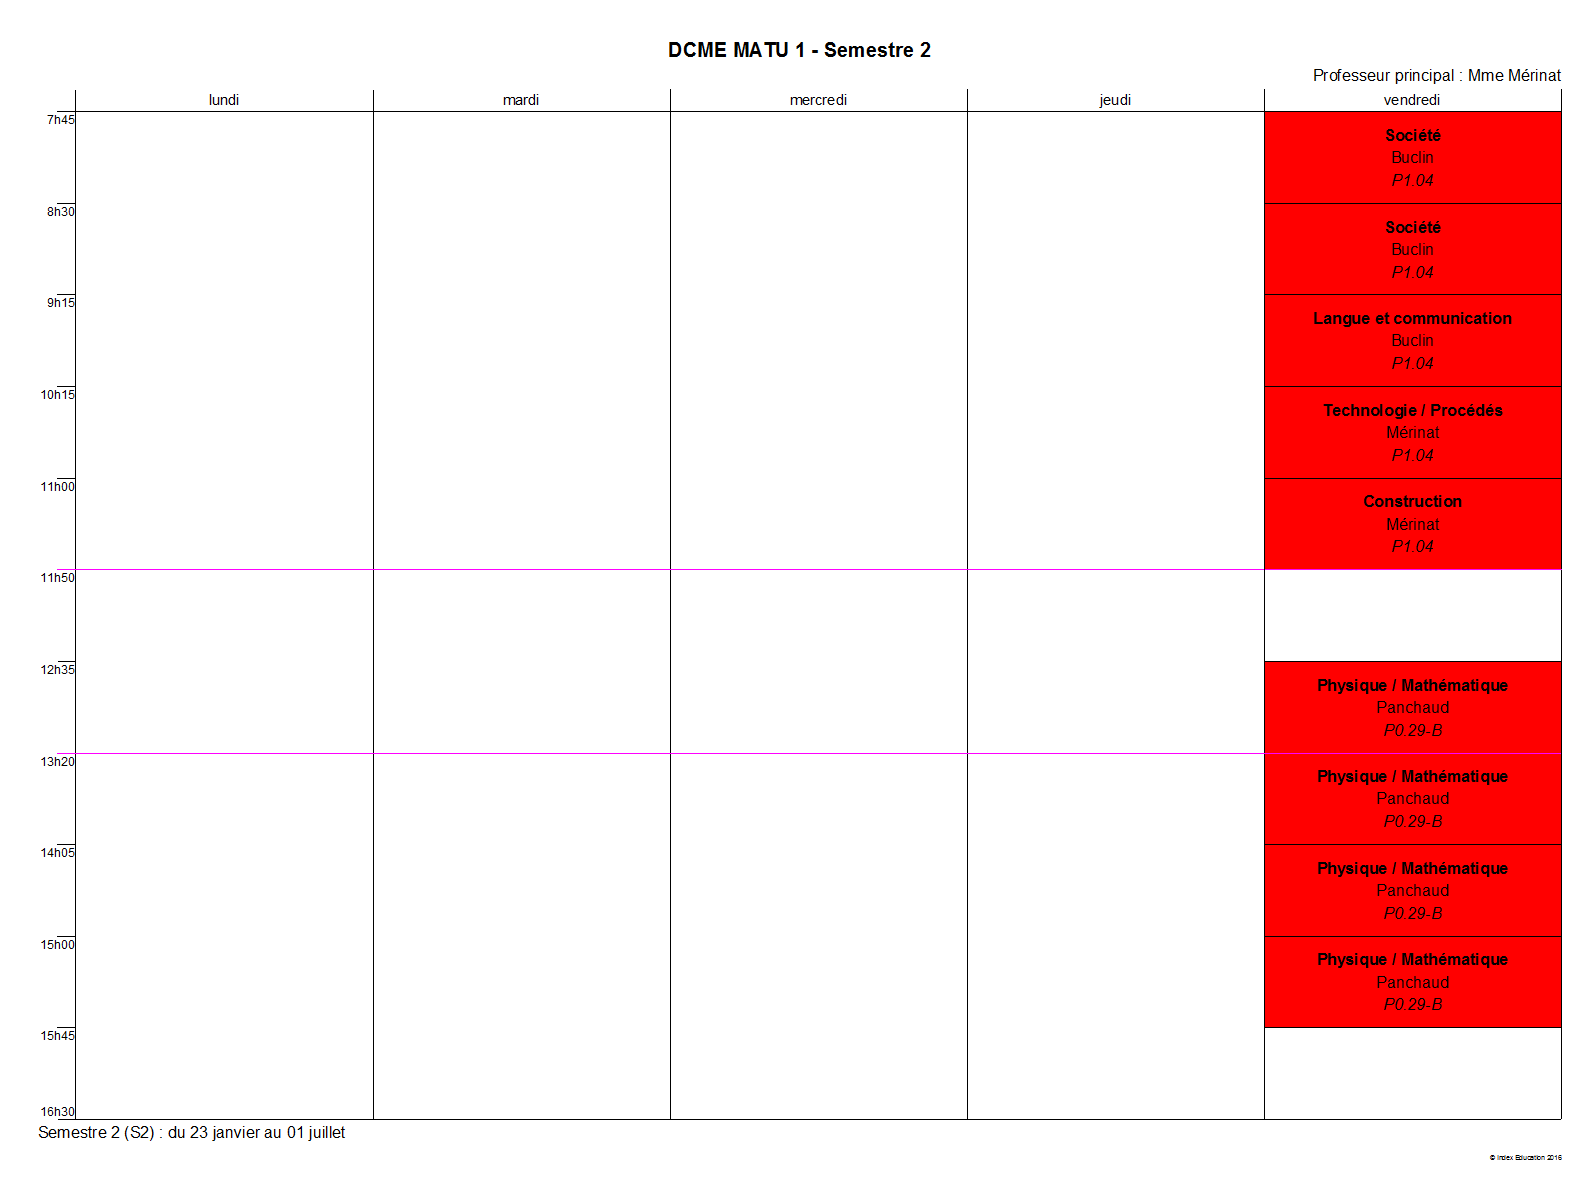 DCME MATU 1 - Semestre 2
Professeur principal : Mme Mérinat
lundi
mardi
mercredi
jeudi
vendredi
7h45
Société
Buclin
P1.04
8h30
Société
Buclin
P1.04
9h15
Langue et communication
Buclin
P1.04
10h15
Technologie / Procédés
Mérinat
P1.04
11h00
Construction
Mérinat
P1.04
11h50
12h35
Physique / Mathématique
Panchaud
P0.29-B
13h20
Physique / Mathématique
Panchaud
P0.29-B
14h05
Physique / Mathématique
Panchaud
P0.29-B
15h00
Physique / Mathématique
Panchaud
P0.29-B
15h45
16h30
Semestre 2 (S2) : du 23 janvier au 01 juillet
© Index Education 2016